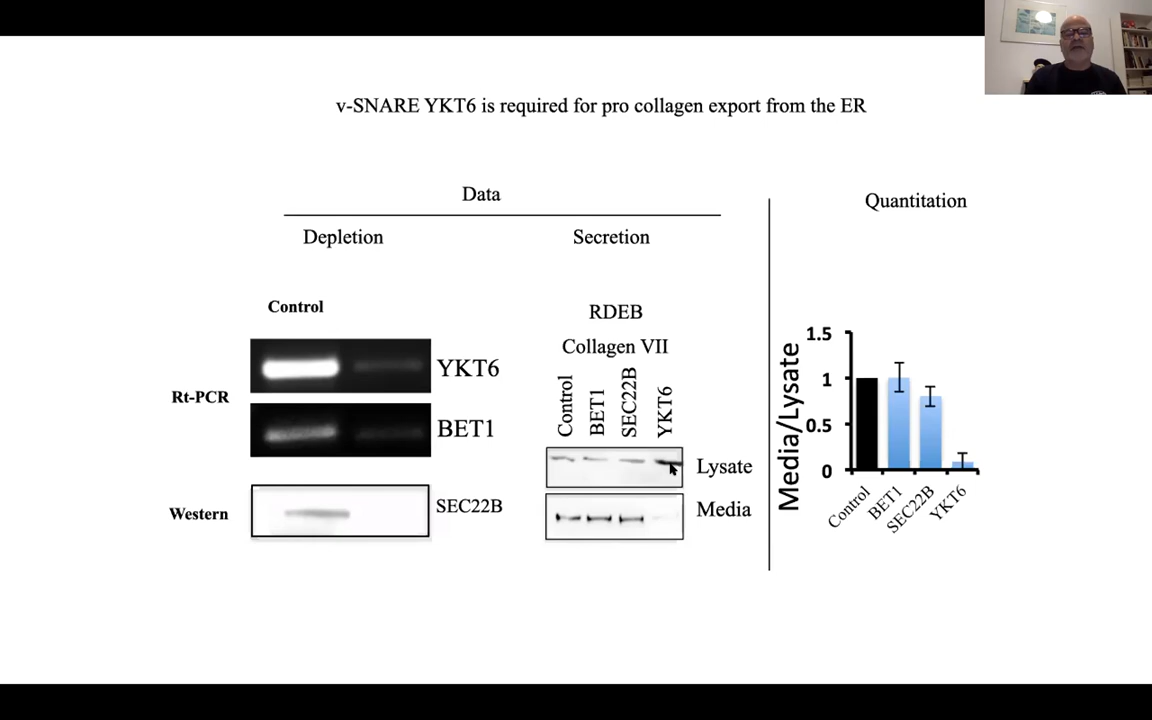 v-SNARE YKT6 is required for pro collagen export from the ER
Data
Depletion
Secretion
Control
Rt-PCR
YKT6
BET1
Western
SEC22B
RDEB
Collagen VII
Control
BET1
SEC22B
YKT6
Lysate
Media
Quantitation
Media/Lysate
1.5
1
0.5
0
Control
BET1
SEC22B
YKT6